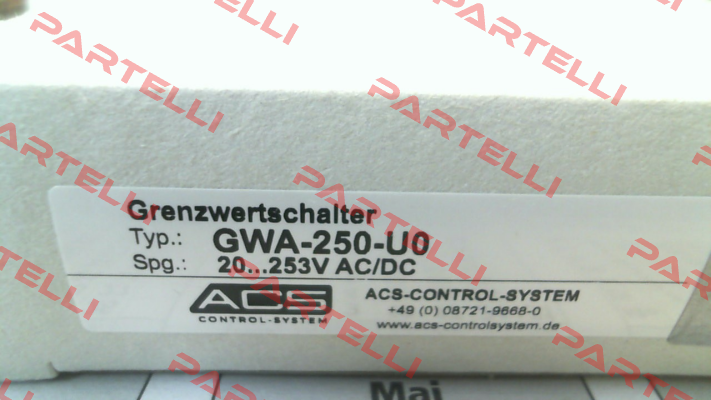 PARTELLI
PARTELLI
PARTELLI
PARTELLI
PARTELLI
PARTELLI
PARTELLI
PARTELLI
PARTELLI
Grenzwertschalter
Typ.: GWA-250-U0
Spg.: 20...253V AC/DC
ACS
CONTROL-SYSTEM
ACS-CONTROL-SYSTEM
+49 (0) 08721-9668-0
www.acs-controlsystem.de
Mai